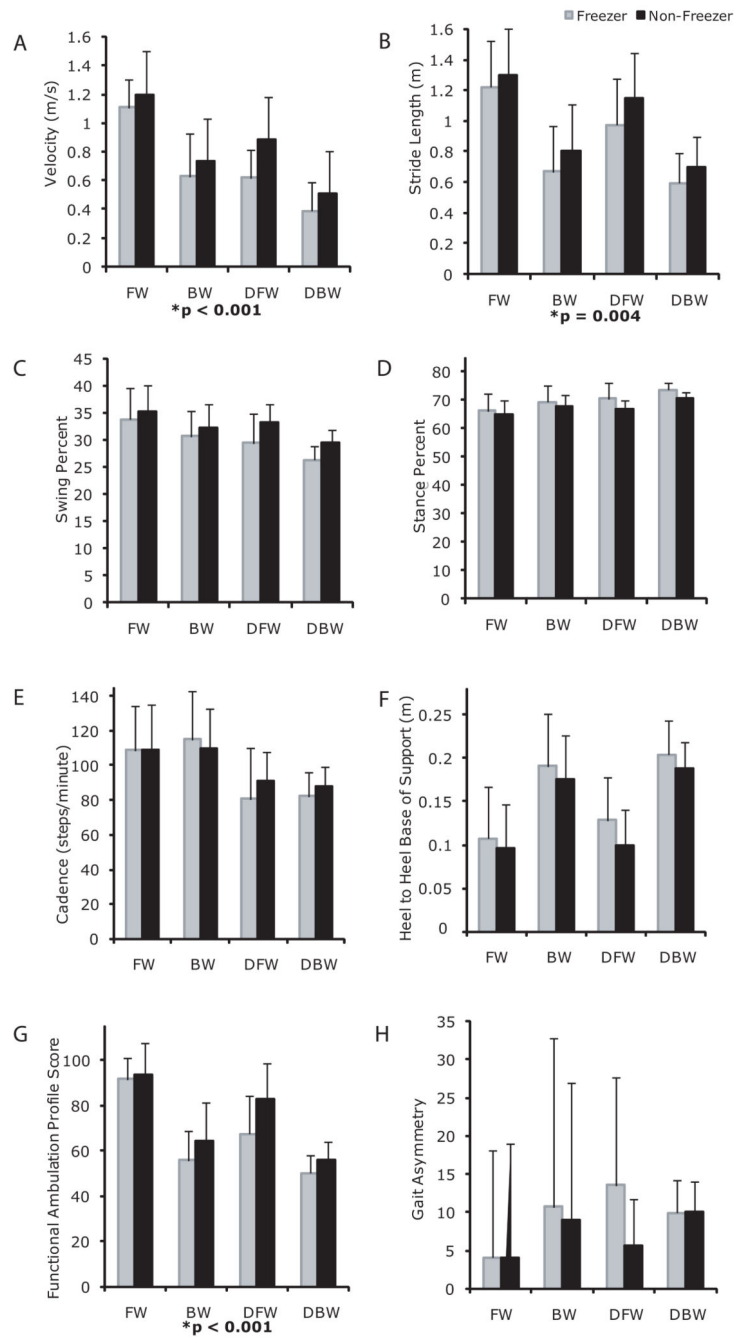 Freezer Non-Freezer
A
Velocity (m/s)
1.6
1.4
1.2
1
0.8
0.6
0.4
0.2
0
FW BW DFW DBW
*p < 0.001
B
Stride Length (m)
1.6
1.4
1.2
1
0.8
0.6
0.4
0.2
0
FW BW DFW DBW
*p = 0.004
C
Swing Percent
45
40
35
30
25
20
15
10
5
0
FW BW DFW DBW
D
Stance Percent
80
70
60
50
40
30
20
10
0
FW BW DFW DBW
E
Cadence (steps/minute)
140
120
100
80
60
40
20
0
FW BW DFW DBW
F
Heel to Heel Base of Support (m)
0.25
0.2
0.15
0.1
0.05
0
FW BW DFW DBW
G
Functional Ambulation Profile Score
100
80
60
40
20
0
FW BW DFW DBW
*p < 0.001
H
Gait Asymmetry
35
30
25
20
15
10
5
0
FW BW DFW DBW